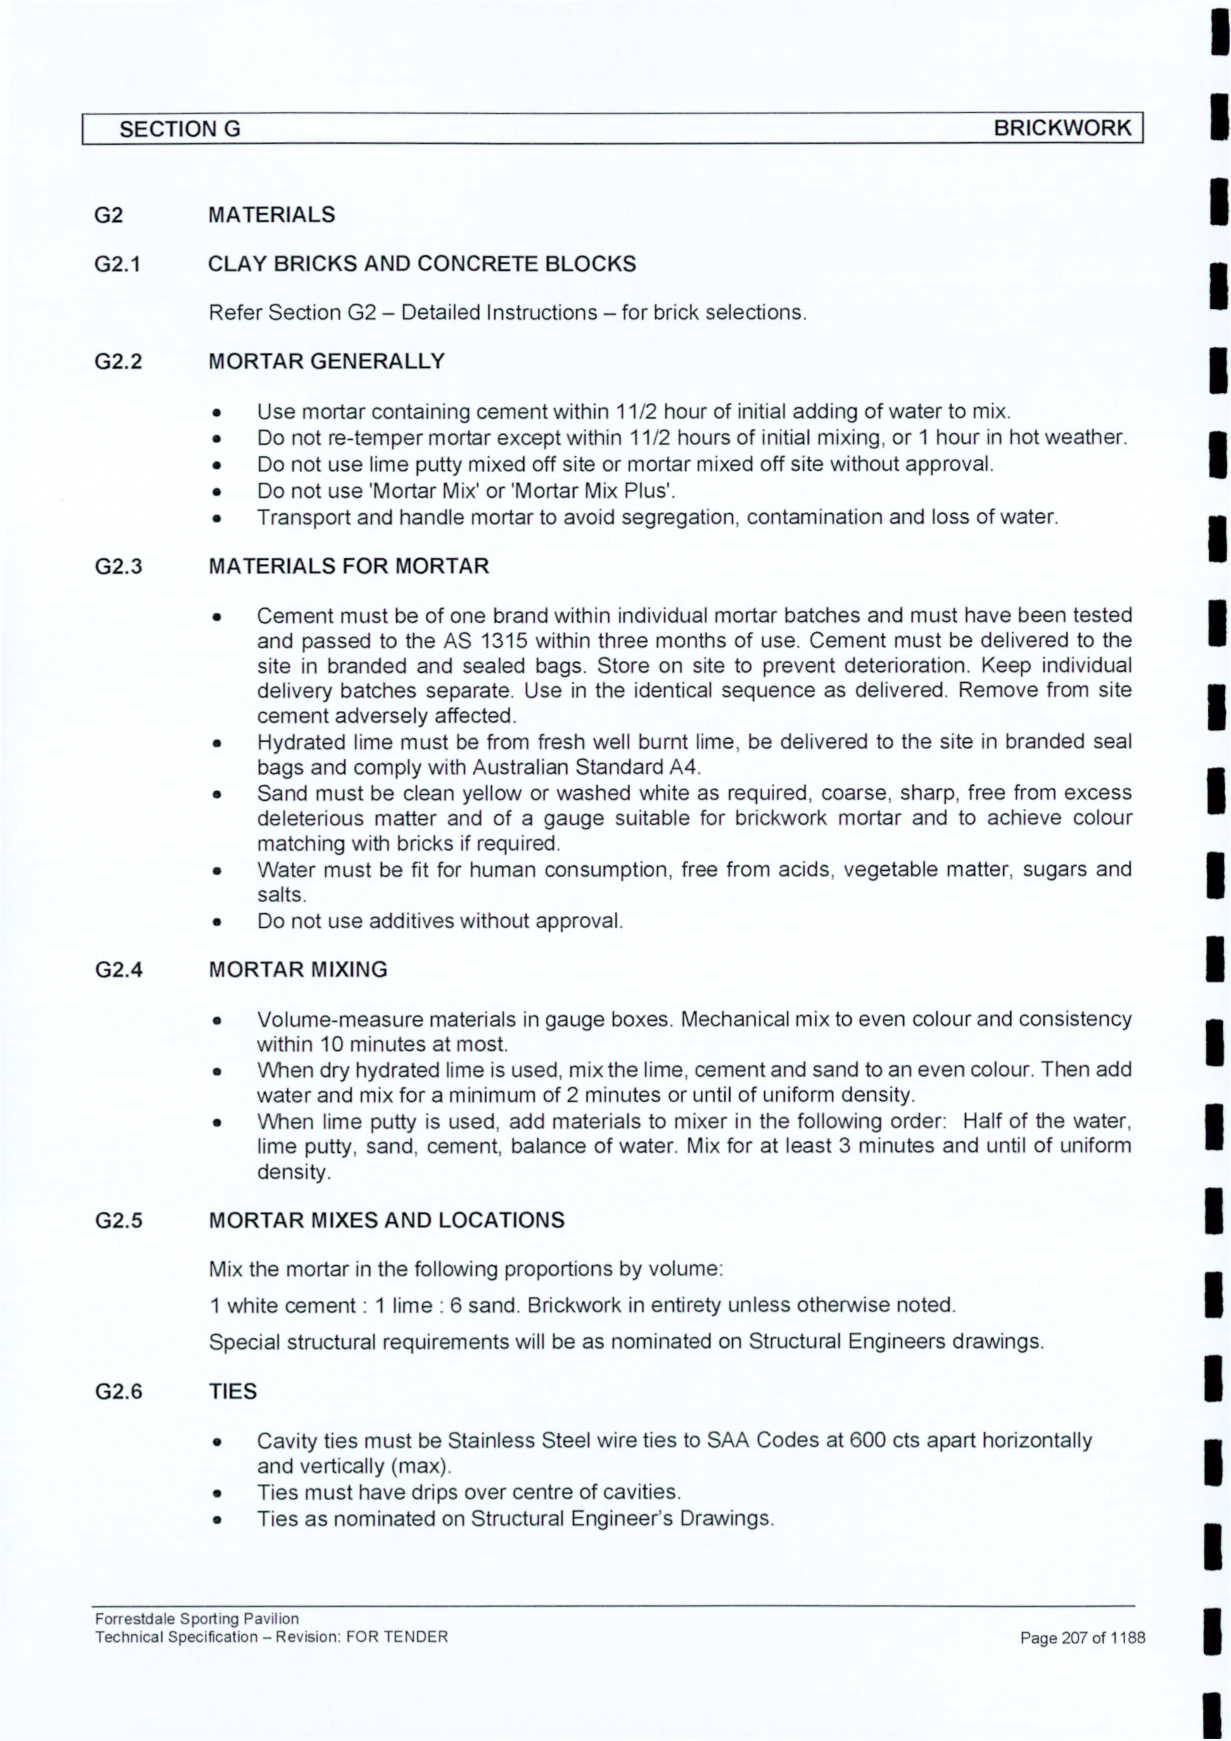 SECTION G BRICKWORK
G2 MATERIALS
G2.1 CLAY BRICKS AND CONCRETE BLOCKS
Refer Section G2 – Detailed Instructions – for brick selections.
G2.2 MORTAR GENERALLY
• Use mortar containing cement within 11/2 hour of initial adding of water to mix.
• Do not re-temper mortar except within 11/2 hours of initial mixing, or 1 hour in hot weather.
• Do not use lime putty mixed off site or mortar mixed off site without approval.
• Do not use 'Mortar Mix' or 'Mortar Mix Plus'.
• Transport and handle mortar to avoid segregation, contamination and loss of water.
G2.3 MATERIALS FOR MORTAR
• Cement must be of one brand within individual mortar batches and must have been tested
and passed to the AS 1315 within three months of use. Cement must be delivered to the
site in branded and sealed bags. Store on site to prevent deterioration. Keep individual
delivery batches separate. Use in the identical sequence as delivered. Remove from site
cement adversely affected.
• Hydrated lime must be from fresh well burnt lime, be delivered to the site in branded seal
bags and comply with Australian Standard A4.
• Sand must be clean yellow or washed white as required, coarse, sharp, free from excess
deleterious matter and of a gauge suitable for brickwork mortar and to achieve colour
matching with bricks if required.
• Water must be fit for human consumption, free from acids, vegetable matter, sugars and
salts.
• Do not use additives without approval.
G2.4 MORTAR MIXING
• Volume-measure materials in gauge boxes. Mechanical mix to even colour and consistency
within 10 minutes at most.
• When dry hydrated lime is used, mix the lime, cement and sand to an even colour. Then add
water and mix for a minimum of 2 minutes or until of uniform density.
• When lime putty is used, add materials to mixer in the following order: Half of the water,
lime putty, sand, cement, balance of water. Mix for at least 3 minutes and until of uniform
density.
G2.5 MORTAR MIXES AND LOCATIONS
Mix the mortar in the following proportions by volume:
1 white cement : 1 lime : 6 sand. Brickwork in entirety unless otherwise noted.
Special structural requirements will be as nominated on Structural Engineers drawings.
G2.6 TIES
• Cavity ties must be Stainless Steel wire ties to SAA Codes at 600 cts apart horizontally
and vertically (max).
• Ties must have drips over centre of cavities.
• Ties as nominated on Structural Engineer's Drawings.
Forrestdale Sporting Pavilion
Technical Specification – Revision: FOR TENDER Page 207 of 1188